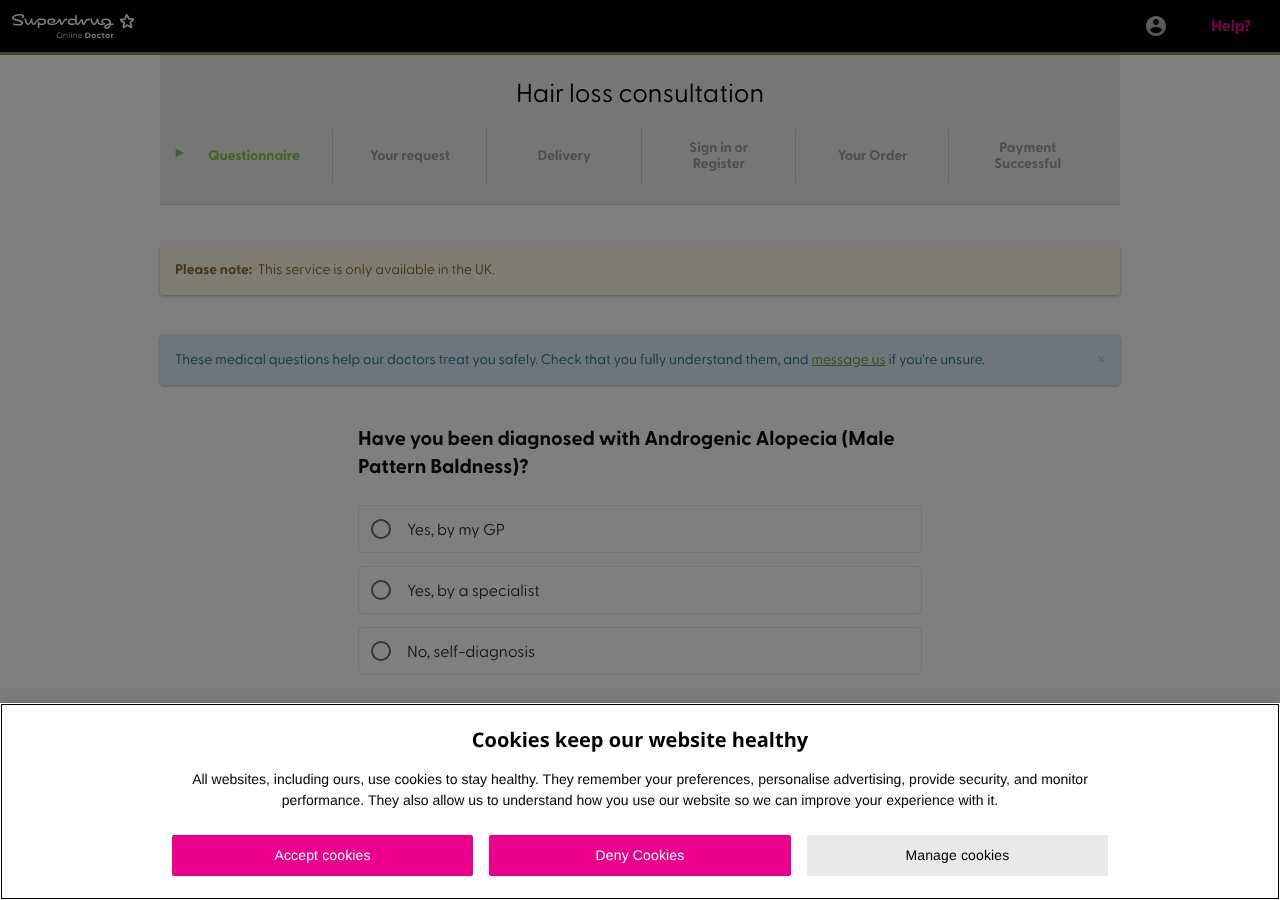 Superdrug
Online Doctor
Help?
Hair loss consultation
Questionnaire
Your request
Delivery
Sign in or
Register
Your Order
Payment
Successful
Please note: This service is only available in the UK.
These medical questions help our doctors treat you safely. Check that you fully understand them, and message us if you're unsure.
×
Have you been diagnosed with Androgenic Alopecia (Male
Pattern Baldness)?
Yes, by my GP
Yes, by a specialist
No, self-diagnosis
Cookies keep our website healthy
All websites, including ours, use cookies to stay healthy. They remember your preferences, personalise advertising, provide security, and monitor
performance. They also allow us to understand how you use our website so we can improve your experience with it.
Accept cookies
Deny Cookies
Manage cookies